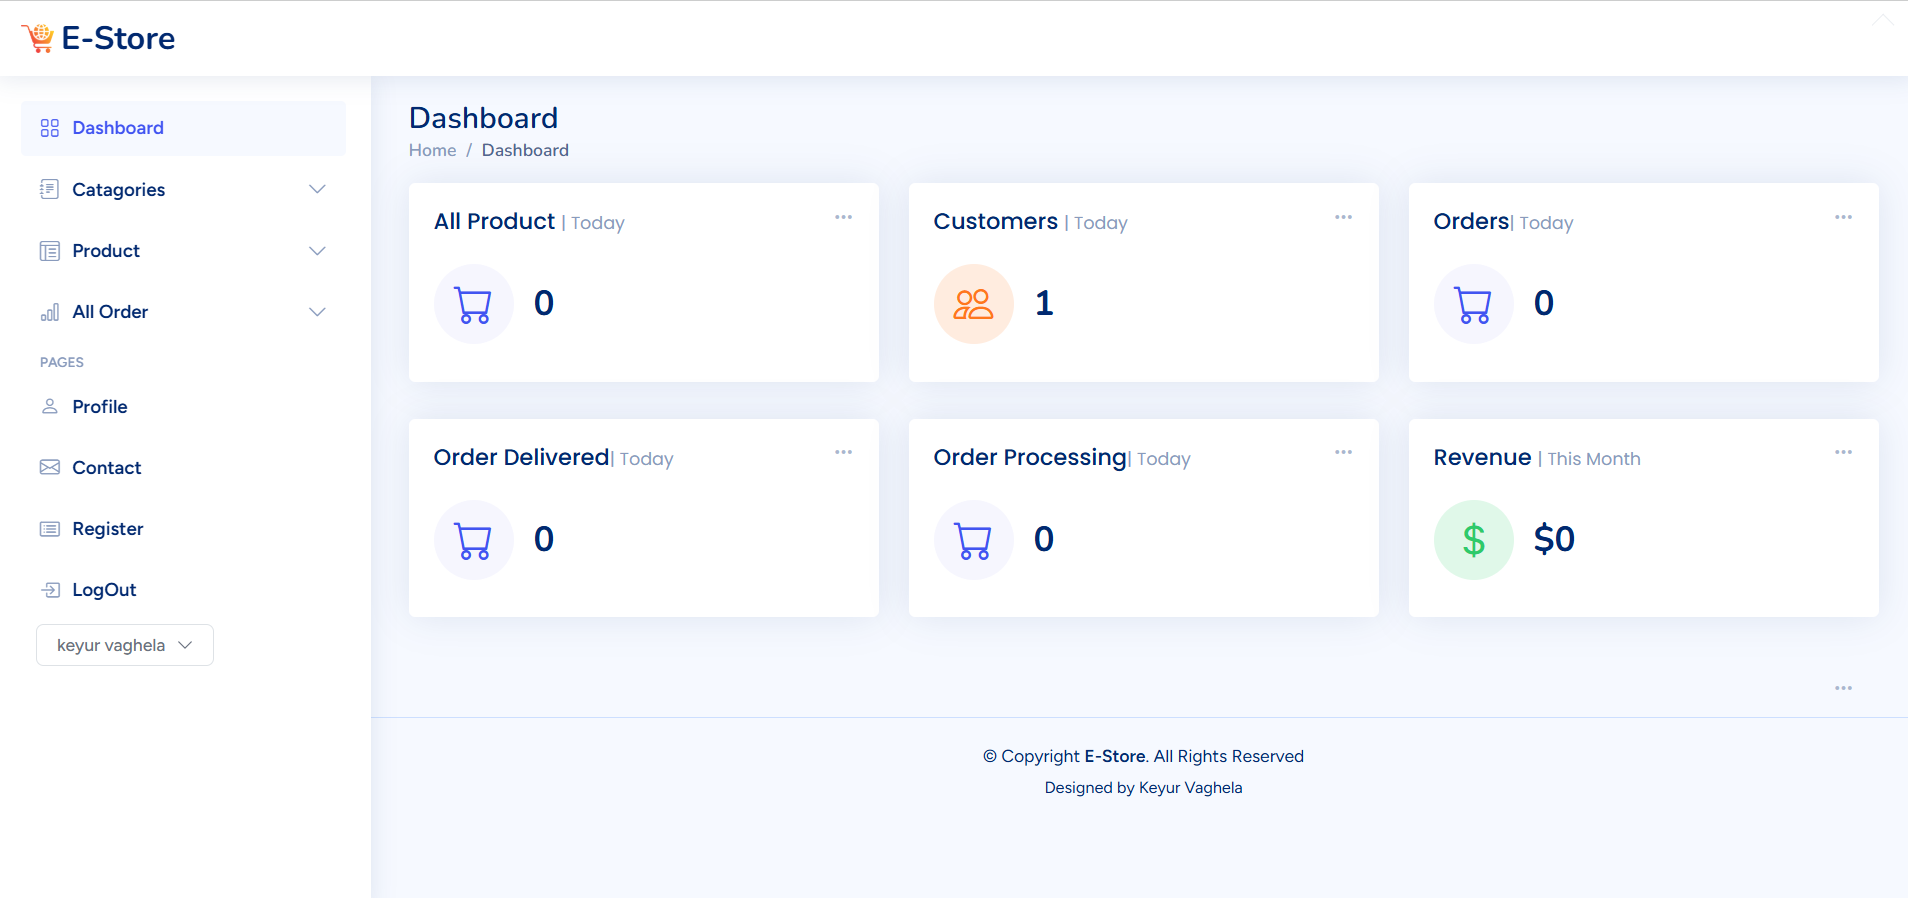 E-Store
Dashboard
Catagories
Product
All Order
PAGES
Profile
Contact
Register
LogOut
keyur vaghela
Dashboard
Home / Dashboard
All Product | Today
0
Customers | Today
1
Orders| Today
0
Order Delivered| Today
0
Order Processing| Today
0
Revenue | This Month
$
$0
© Copyright E-Store. All Rights Reserved
Designed by Keyur Vaghela